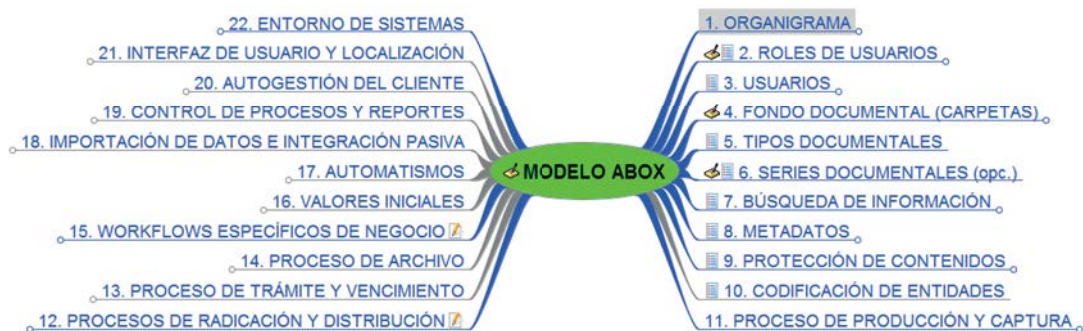 MODELO ABOX
1. ORGANIGRAMA
2. ROLES DE USUARIOS
3. USUARIOS
4. FONDO DOCUMENTAL (CARPETAS)
5. TIPOS DOCUMENTALES
6. SERIES DOCUMENTALES (opc.)
7. BÚSQUEDA DE INFORMACIÓN
8. METADATOS
9. PROTECCIÓN DE CONTENIDOS
10. CODIFICACIÓN DE ENTIDADES
11. PROCESO DE PRODUCCIÓN Y CAPTURA
12. PROCESOS DE RADICACIÓN Y DISTRIBUCIÓN
13. PROCESO DE TRÁMITE Y VENCIMIENTO
14. PROCESO DE ARCHIVO
15. WORKFLOWS ESPECÍFICOS DE NEGOCIO
16. VALORES INICIALES
17. AUTOMATISMOS
18. IMPORTACIÓN DE DATOS E INTEGRACIÓN PASIVA
19. CONTROL DE PROCESOS Y REPORTES
20. AUTOGESTIÓN DEL CLIENTE
21. INTERFAZ DE USUARIO Y LOCALIZACIÓN
22. ENTORNO DE SISTEMAS